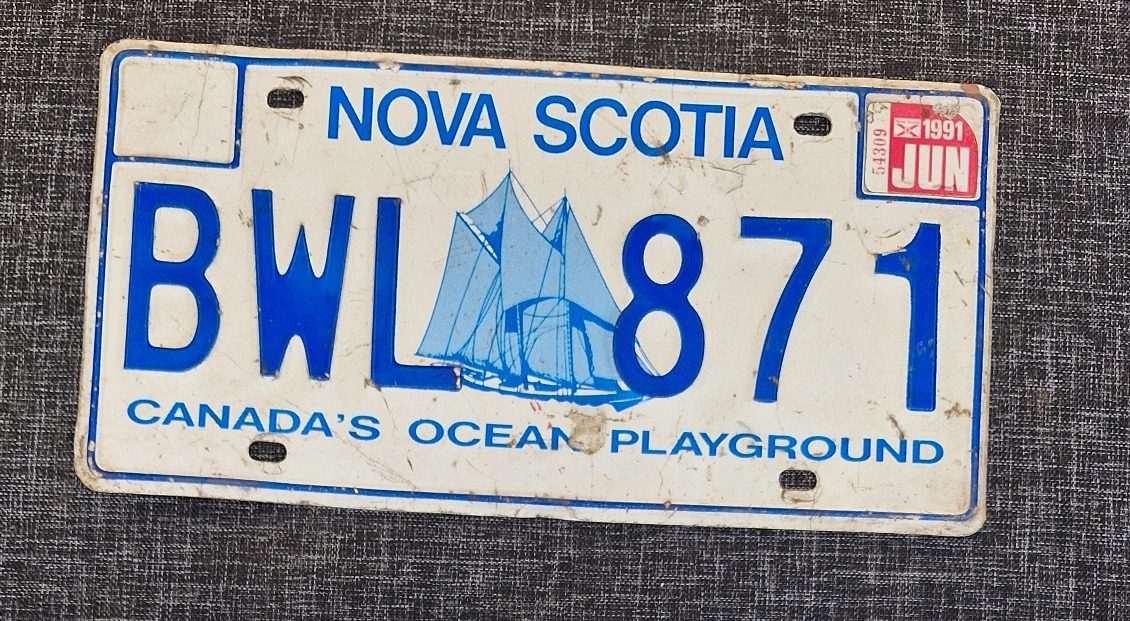 NOVA SCOTIA
1991
JUN
54309
BWL 871
CANADA'S OCEAN PLAYGROUND